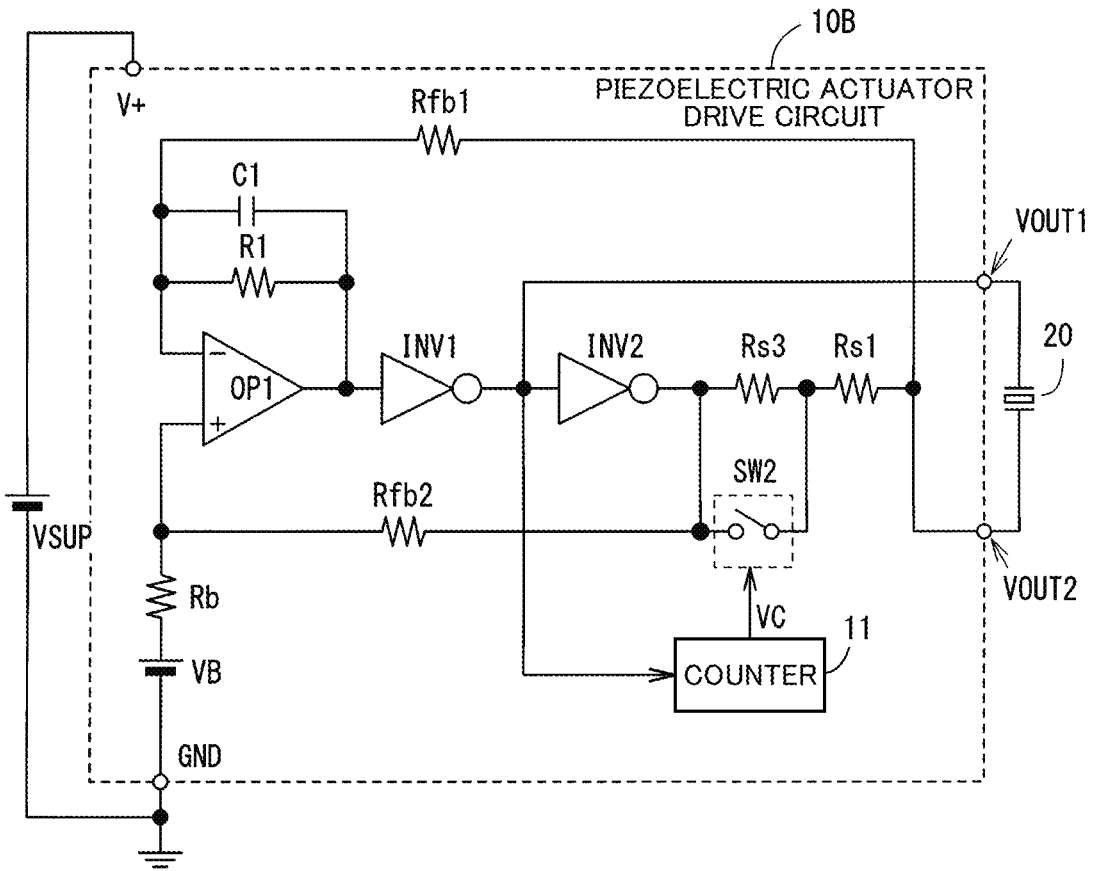 10B
V+
PIEZOELECTRIC ACTUATOR
DRIVE CIRCUIT
Rfb1
C1
R1
VOUT1
INV1
INV2
Rs3
Rs1
20
−
OP1
+
SW2
Rfb2
VSUP
Rb
VOUT2
VC
11
VB
COUNTER
GND